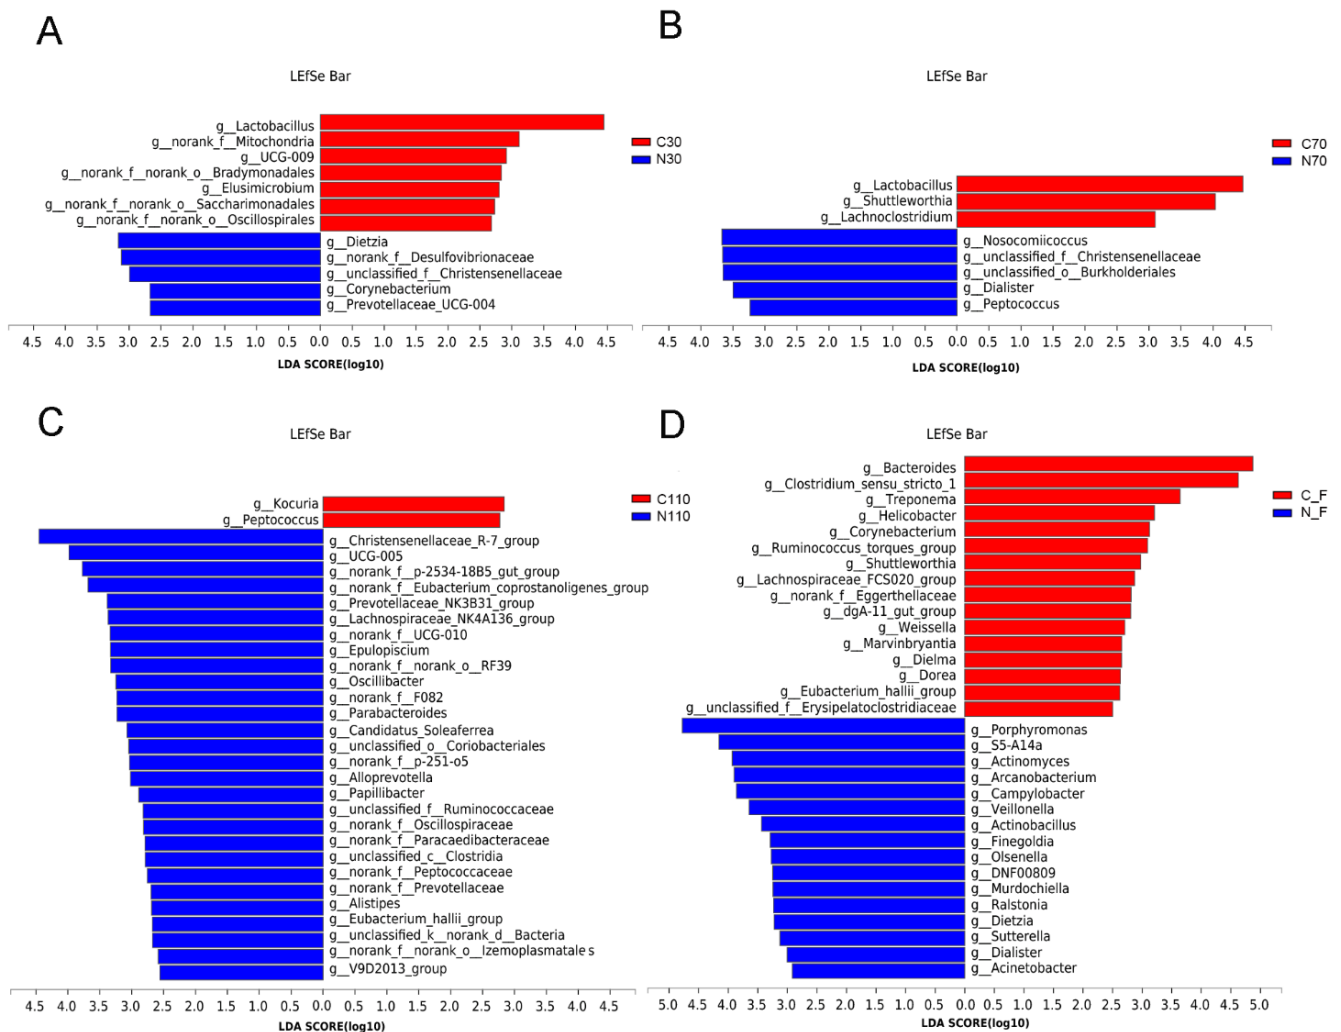 A
LEfSe Bar
g__Lactobacillus
g__norank_f__Mitochondria
g__UCG-009
g__norank_f__norank_o__Bradymonadales
g__Elusimicrobium
g__norank_f__norank_o__Saccharimonadales
g__norank_f__norank_o__Oscillospirales
g__Dietzia
g__norank_f__Desulfovibrionaceae
g__unclassified_f__Christensenellaceae
g__Corynebacterium
g__Prevotellaceae_UCG-004
C30
N30
4.5 4.0 3.5 3.0 2.5 2.0 1.5 1.0 0.5 0.0 0.5 1.0 1.5 2.0 2.5 3.0 3.5 4.0 4.5
LDA SCORE(log10)
B
LEfSe Bar
g__Lactobacillus
g__Shuttleworthia
g__Lachnoclostridium
g__Nosocomiicoccus
g__unclassified_f__Christensenellaceae
g__unclassified_o__Burkholderiales
g__Dialister
g__Peptococcus
C70
N70
4.5 4.0 3.5 3.0 2.5 2.0 1.5 1.0 0.5 0.0 0.5 1.0 1.5 2.0 2.5 3.0 3.5 4.0 4.5
LDA SCORE(log10)
C
LEfSe Bar
g__Kocuria
g__Peptococcus
g__Christensenellaceae_R-7_group
g__UCG-005
g__norank_f__p-2534-18B5_gut_group
g__norank_f__Eubacterium_coprostanoligenes_group
g__Prevotellaceae_NK3B31_group
g__Lachnospiraceae_NK4A136_group
g__norank_f__UCG-010
g__Epulopiscium
g__norank_f__norank_o__RF39
g__Oscillibacter
g__norank_f__F082
g__Parabacteroides
g__Candidatus_Soleaferrea
g__unclassified_o__Coriobacteriales
g__norank_f__p-251-o5
g__Alloprevotella
g__Papillibacter
g__unclassified_f__Ruminococcaceae
g__norank_f__Oscillospiraceae
g__norank_f__Paracaedibacteraceae
g__unclassified_c__Clostridia
g__norank_f__Peptococcaceae
g__norank_f__Prevotellaceae
g__Alistipes
g__Eubacterium_hallii_group
g__unclassified_k__norank_d__Bacteria
g__norank_f__norank_o__Izemoplasmatales
g__V9D2013_group
C110
N110
4.5 4.0 3.5 3.0 2.5 2.0 1.5 1.0 0.5 0.0 0.5 1.0 1.5 2.0 2.5 3.0 3.5 4.0 4.5
LDA SCORE(log10)
D
LEfSe Bar
g__Bacteroides
g__Clostridium_sensu_stricto_1
g__Treponema
g__Helicobacter
g__Corynebacterium
g__Ruminococcus_torques_group
g__Shuttleworthia
g__Lachnospiraceae_FCS020_group
g__norank_f__Eggerthellaceae
g__dgA-11_gut_group
g__Weissella
g__Marvinbryantia
g__Dielma
g__Dorea
g__Eubacterium_hallii_group
g__unclassified_f__Erysipelatoclostridiaceae
g__Porphyromonas
g__S5-A14a
g__Actinomyces
g__Arcanobacterium
g__Campylobacter
g__Veillonella
g__Actinobacillus
g__Finegoldia
g__Olsenella
g__DNF00809
g__Murdochiella
g__Ralstonia
g__Dietzia
g__Sutterella
g__Dialister
g__Acinetobacter
C_F
N_F
5.0 4.5 4.0 3.5 3.0 2.5 2.0 1.5 1.0 0.5 0.0 0.5 1.0 1.5 2.0 2.5 3.0 3.5 4.0 4.5 5.0
LDA SCORE(log10)